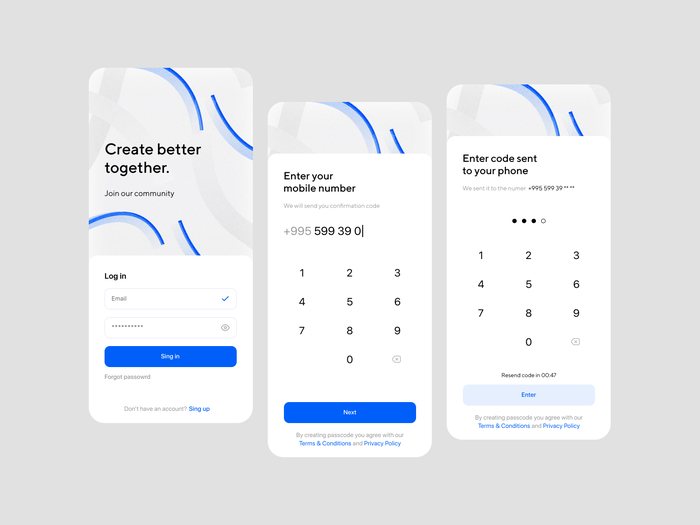 Create better
together.
Join our community
Log in
Email
**********
Sing in
Forgot passowrd
Don't have an account? Sing up
Enter your
mobile number
We will send you confirmation code
+995 599 39 0
1 2 3
4 5 6
7 8 9
0
Next
By creating passcode you agree with our
Terms & Conditions and Privacy Policy
Enter code sent
to your phone
We sent it to the numer +995 599 39 ** **
1 2 3
4 5 6
7 8 9
0
Resend code in 00:47
Enter
By creating passcode you agree with our
Terms & Conditions and Privacy Policy